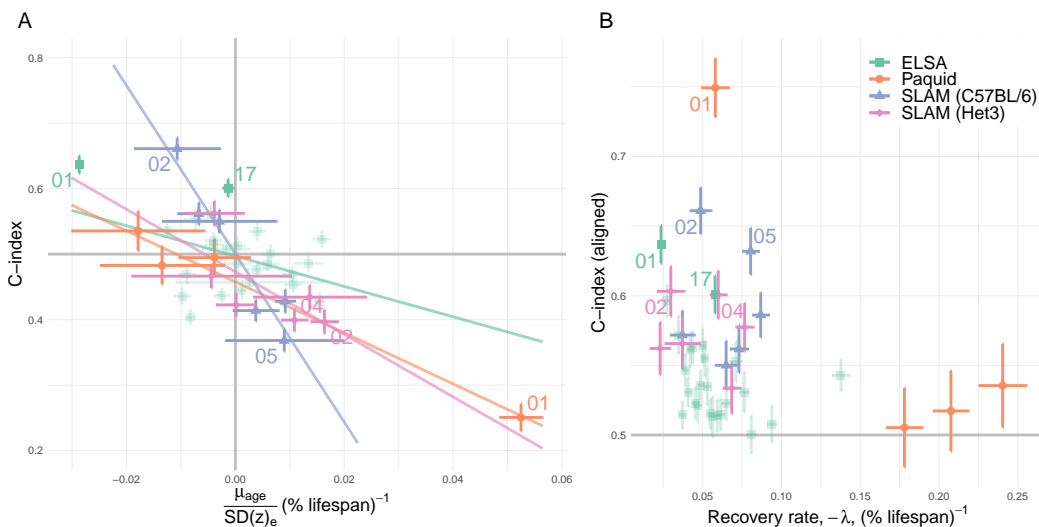 A
C−index
0.8
0.6
0.4
0.2
01
02
17
04
02
05
01
−0.02
0.00
0.02
0.04
0.06
μage
SD(z)e
(% lifespan)−1
B
C−index (aligned)
0.7
0.6
0.5
ELSA
Paquid
SLAM (C57BL/6)
SLAM (Het3)
01
02
05
01
17
02
04
0.05
0.10
0.15
0.20
0.25
Recovery rate, −λ, (% lifespan)−1